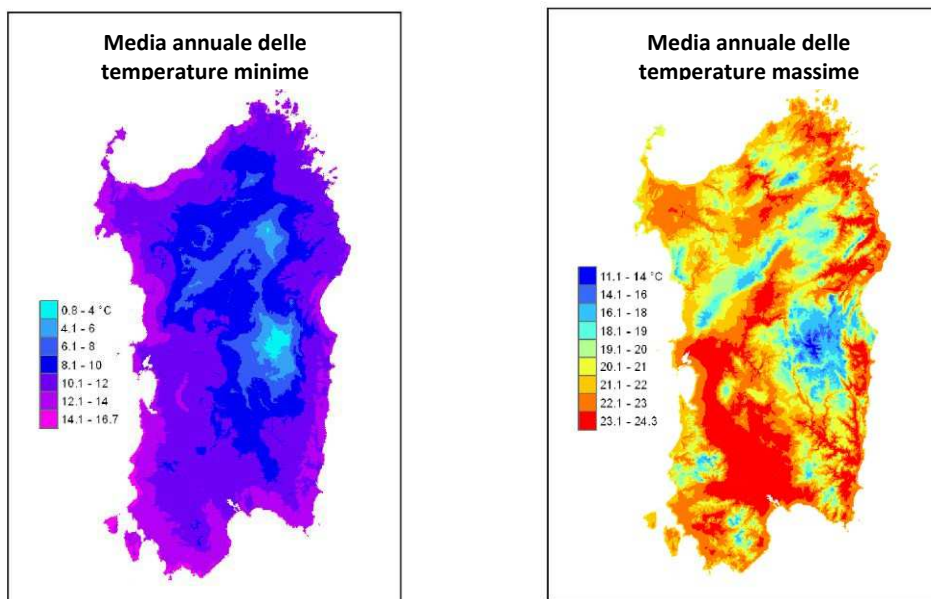 Media annuale delle
temperature minime
0.8 - 4 °C
4.1 - 6
6.1 - 8
8.1 - 10
10.1 - 12
12.1 - 14
14.1 - 16.7
Media annuale delle
temperature massime
11.1 - 14 °C
14.1 - 16
16.1 - 18
18.1 - 19
19.1 - 20
20.1 - 21
21.1 - 22
22.1 - 23
23.1 - 24.3